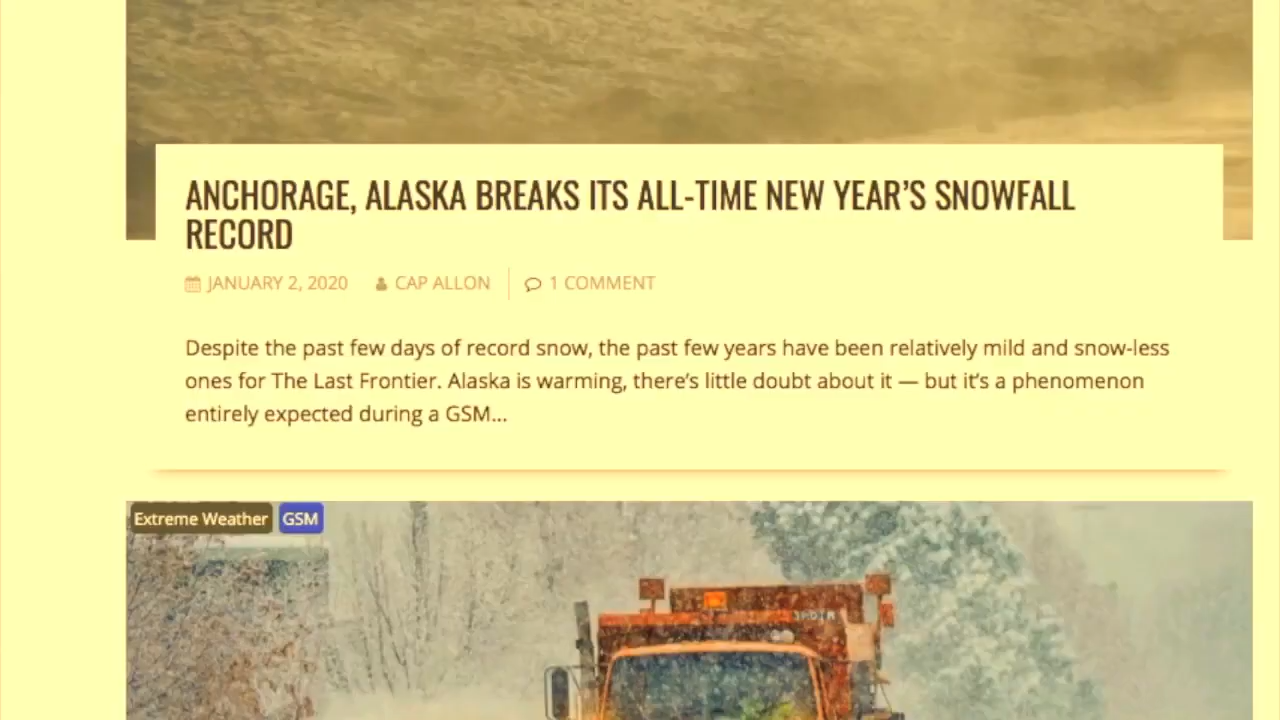 ANCHORAGE, ALASKA BREAKS ITS ALL-TIME NEW YEAR’S SNOWFALL
RECORD
JANUARY 2, 2020 CAP ALLON 1 COMMENT
Despite the past few days of record snow, the past few years have been relatively mild and snow-less
ones for The Last Frontier. Alaska is warming, there’s little doubt about it — but it’s a phenomenon
entirely expected during a GSM...
Extreme Weather GSM